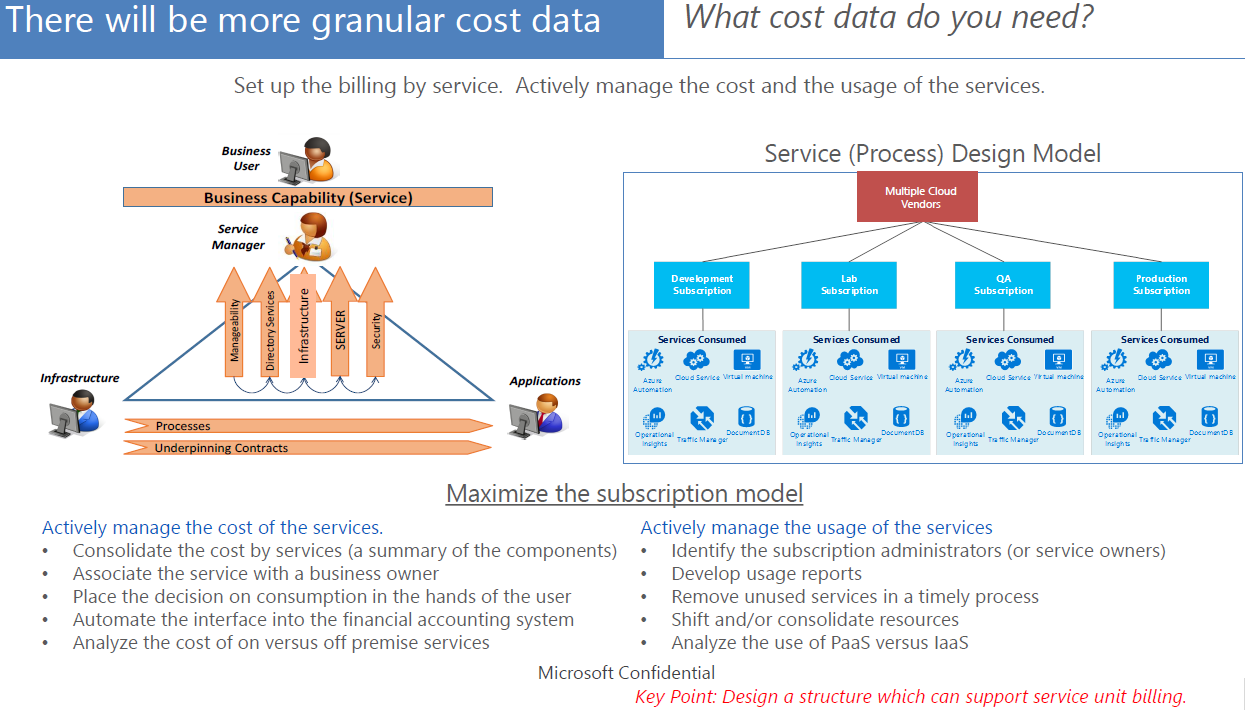 There will be more granular cost data
What cost data do you need?
Set up the billing by service.  Actively manage the cost and the usage of the services.
Business
User
Business Capability (Service)
Service
Manager
Manageability
Directory Services
Infrastructure
SERVER
Security
Infrastructure
Applications
Processes
Underpinning Contracts
Service (Process) Design Model
Multiple Cloud
Vendors
Development
Subscription
Lab
Subscription
QA
Subscription
Production
Subscription
Services Consumed
Azure
Automation
Cloud Service
Virtual machine
Operational
Insights
Traffic Manager
DocumentDB
Services Consumed
Azure
Automation
Cloud Service
Virtual machine
Operational
Insights
Traffic Manager
DocumentDB
Services Consumed
Azure
Automation
Cloud Service
Virtual machine
Operational
Insights
Traffic Manager
DocumentDB
Services Consumed
Azure
Automation
Cloud Service
Virtual machine
Operational
Insights
Traffic Manager
DocumentDB
Maximize the subscription model
Actively manage the cost of the services.
• Consolidate the cost by services (a summary of the components)
• Associate the service with a business owner
• Place the decision on consumption in the hands of the user
• Automate the interface into the financial accounting system
• Analyze the cost of on versus off premise services
Actively manage the usage of the services
• Identify the subscription administrators (or service owners)
• Develop usage reports
• Remove unused services in a timely process
• Shift and/or consolidate resources
• Analyze the use of PaaS versus IaaS
Microsoft Confidential
Key Point: Design a structure which can support service unit billing.